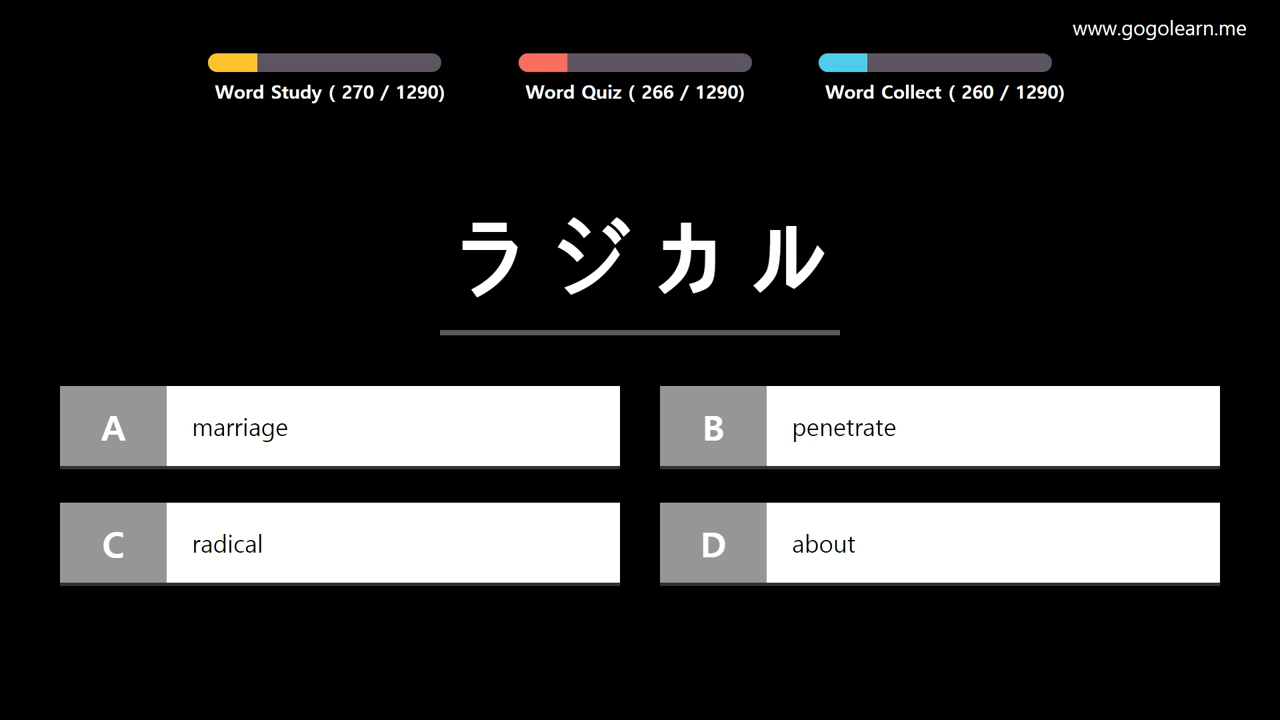 www.gogolearn.me
Word Study ( 270 / 1290)
Word Quiz ( 266 / 1290)
Word Collect ( 260 / 1290)
ラジカル
A marriage
B penetrate
C radical
D about